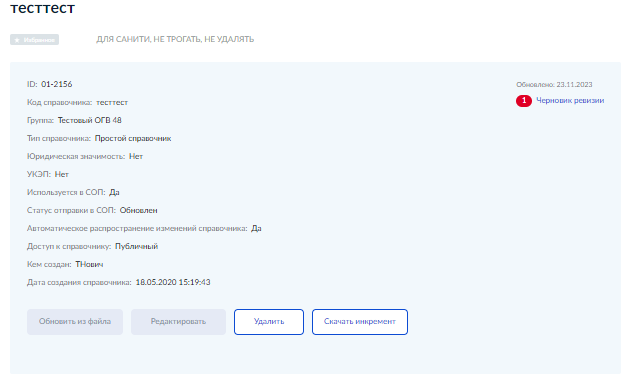 тесттест
★ Избранное
ДЛЯ САНИТИ, НЕ ТРОГАТЬ, НЕ УДАЛЯТЬ
ID: 01-2156
Обновлено: 23.11.2023
Код справочника: тесттест
1 Черновик ревизии
Группа: Тестовый ОГВ 48
Тип справочника: Простой справочник
Юридическая значимость: Нет
УКЭП: Нет
Используется в СОП: Да
Статус отправки в СОП: Обновлен
Автоматическое распространие изменений справочника: Да
Доступ к справочнику: Публичный
Кем создан: ТНович
Дата создания справочника: 18.05.2020 15:19:43
Обновить из файла
Редактировать
Удалить
Скачать инкремент